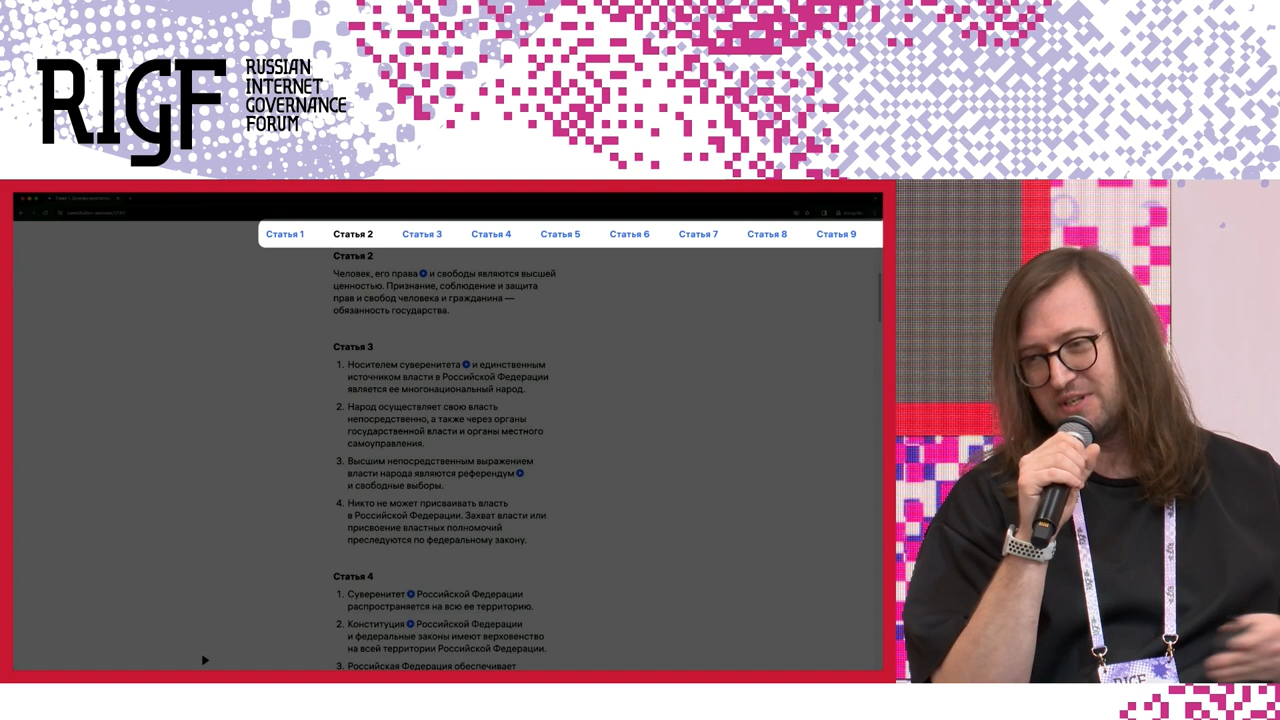 RIGF
RUSSIAN
INTERNET
GOVERNANCE
FORUM
Статья 1 Статья 2 Статья 3 Статья 4 Статья 5 Статья 6 Статья 7 Статья 8 Статья 9
Статья 2
Человек, его права и свободы являются высшей
ценностью. Признание, соблюдение и защита
прав и свобод человека и гражданина —
обязанность государства.
Статья 3
1. Носителем суверенитета и единственным
источником власти в Российской Федерации
является ее многонациональный народ.
2. Народ осуществляет свою власть
непосредственно, а также через органы
государственной власти и органы местного
самоуправления.
3. Высшим непосредственным выражением
власти народа являются референдум
и свободные выборы.
4. Никто не может присваивать власть
в Российской Федерации. Захват власти или
присвоение властных полномочий
преследуются по федеральному закону.
Статья 4
1. Суверенитет Российской Федерации
распространяется на всю ее территорию.
2. Конституция Российской Федерации
и федеральные законы имеют верховенство
на всей территории Российской Федерации.
3. Российская Федерация обеспечивает
RIGF